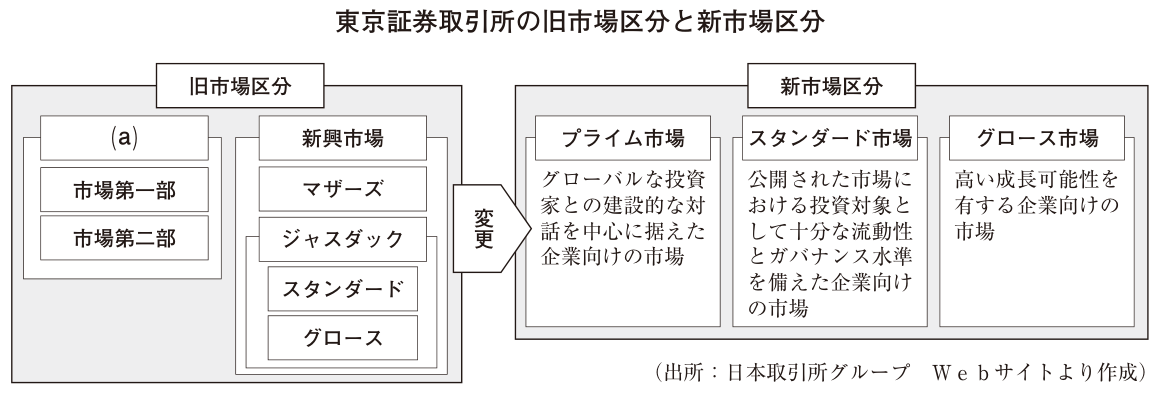 東京証券取引所の旧市場区分と新市場区分
旧市場区分
(a)
市場第一部
市場第二部
新興市場
マザーズ
ジャスダック
スタンダード
グロース
変更
新市場区分
プライム市場
グローバルな投資
家との建設的な対
話を中心に据えた
企業向けの市場
スタンダード市場
公開された市場に
おける投資対象と
して十分な流動性
とガバナンス水準
を備えた企業向け
の市場
グロース市場
高い成長可能性を
有する企業向けの
市場
（出所：日本取引所グループ　Ｗｅｂサイトより作成）